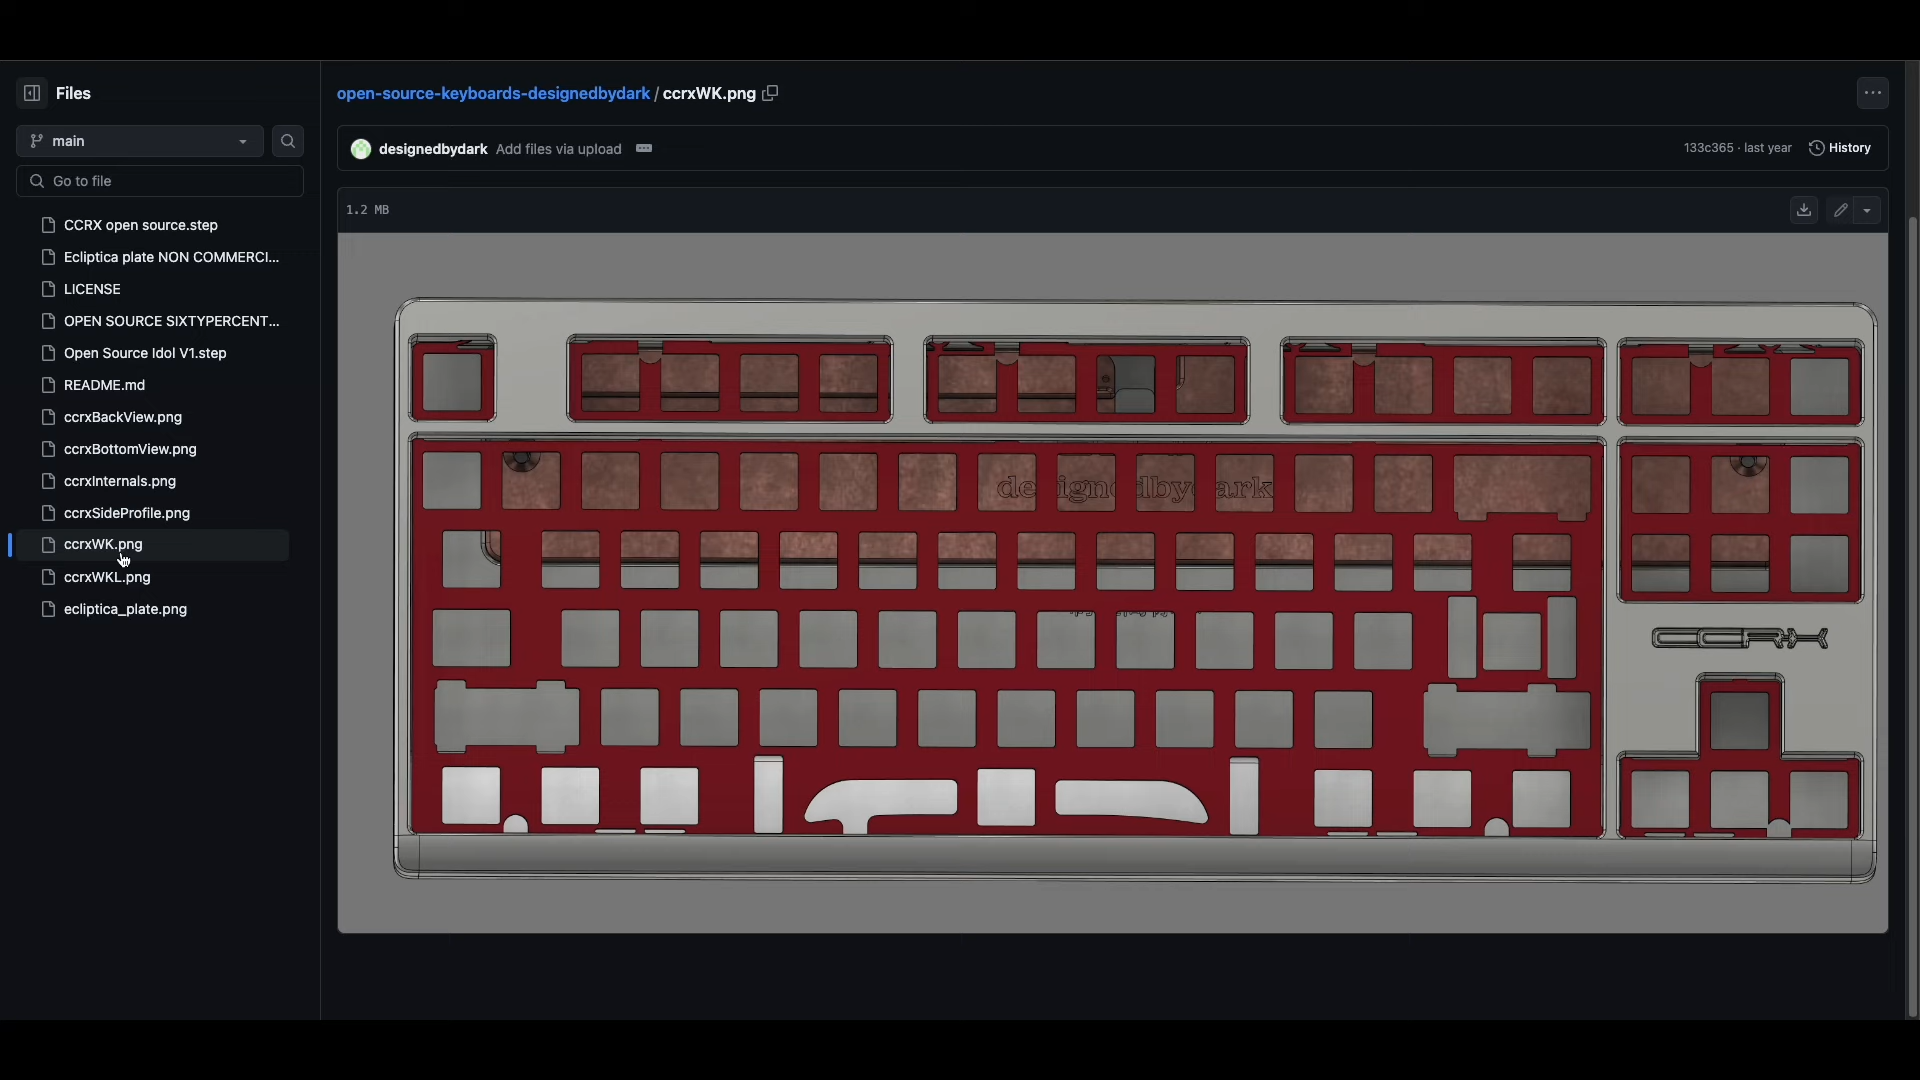 Files
main
Go to file
CCRX open source.step
Ecliptica plate NON COMMERCI...
LICENSE
OPEN SOURCE SIXTYPERCENT...
Open Source Idol V1.step
README.md
ccrxBackView.png
ccrxBottomView.png
ccrxInternals.png
ccrxSideProfile.png
ccrxWK.png
ccrxWKL.png
ecliptica_plate.png
open-source-keyboards-designedbydark / ccrxWK.png
designedbydark Add files via upload
133c365 · last year History
1.2 MB